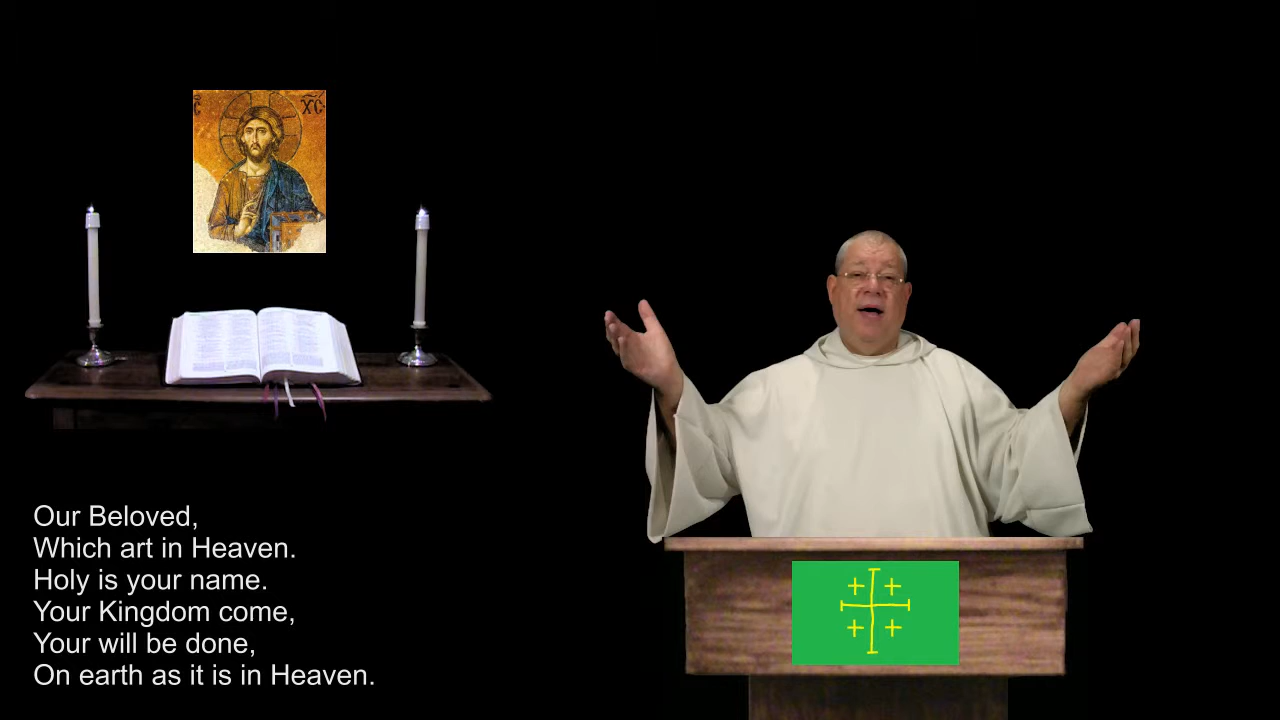 XC
Our Beloved,
Which art in Heaven.
Holy is your name.
Your Kingdom come,
Your will be done,
On earth as it is in Heaven.